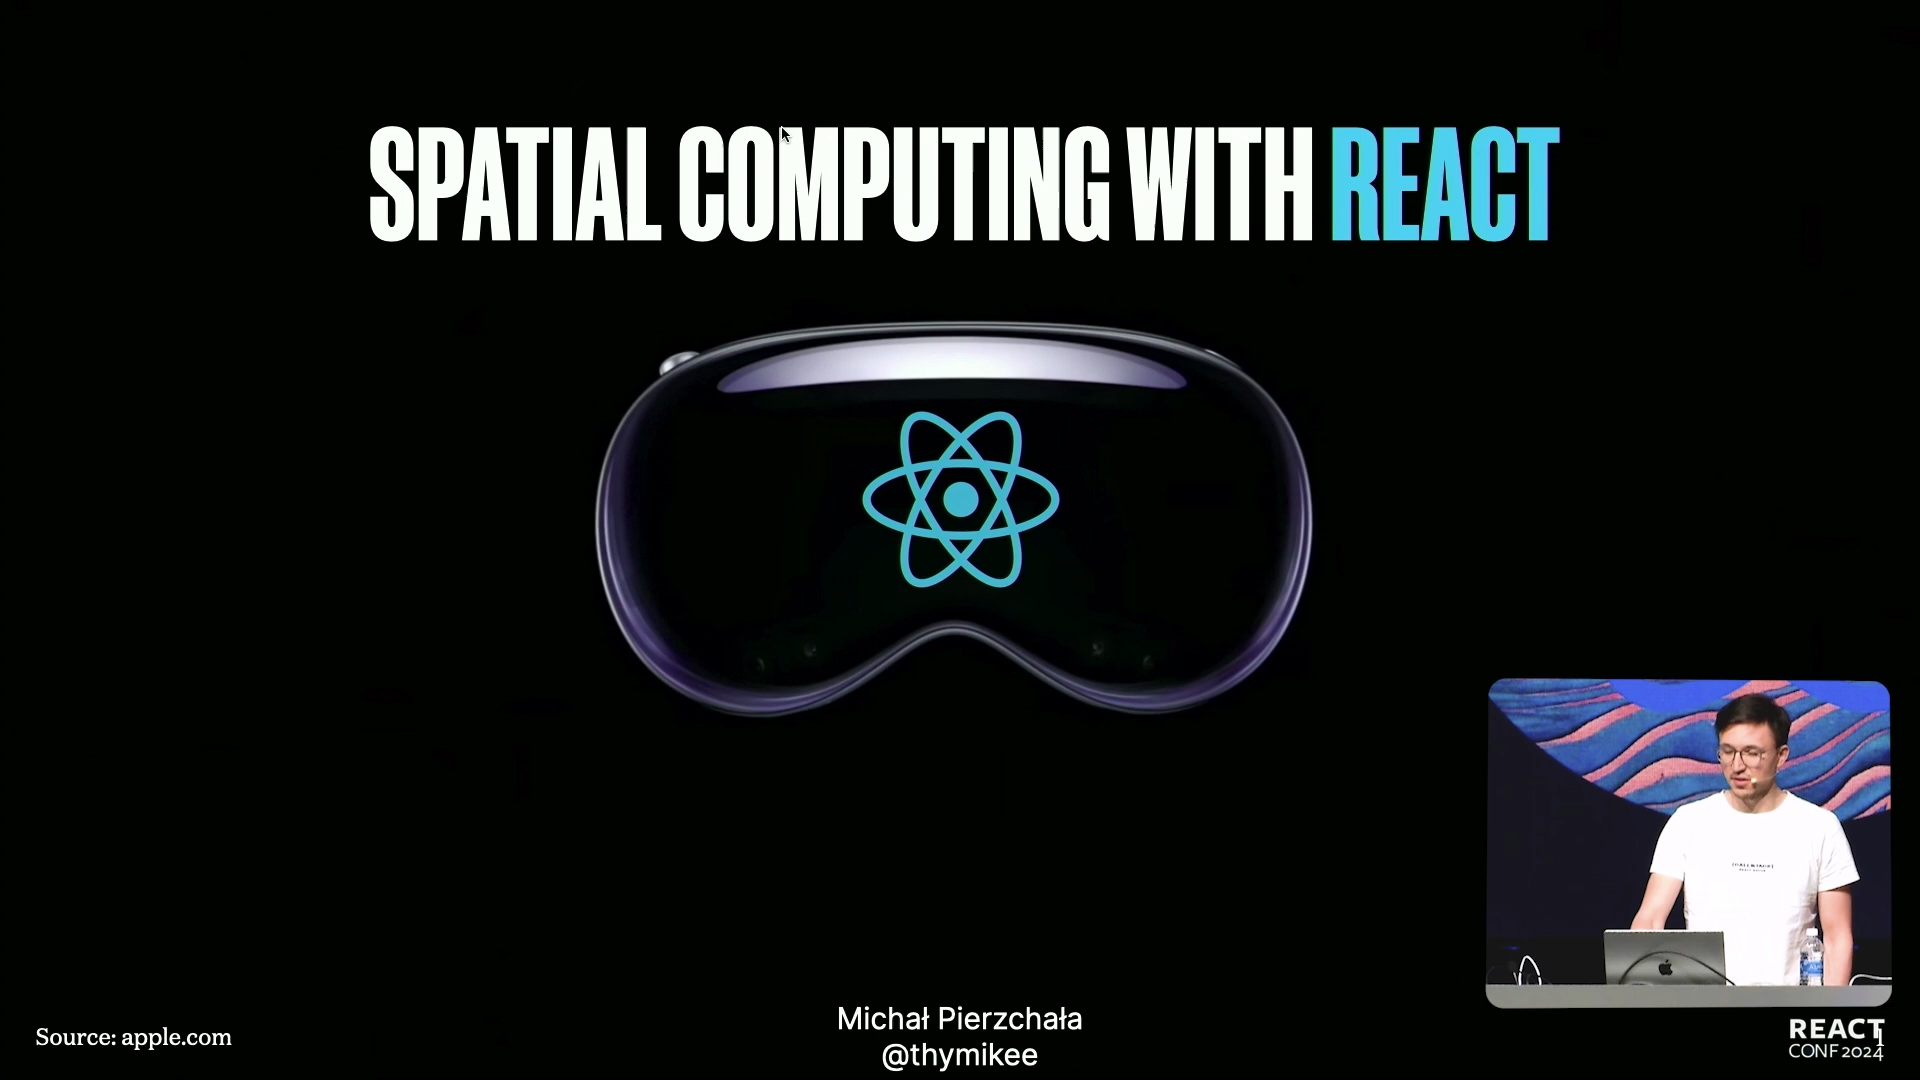 SPATIAL COMPUTING WITH REACT
Michał Pierzchała
@thymikee
Source: apple.com
REACT
CONF 2024